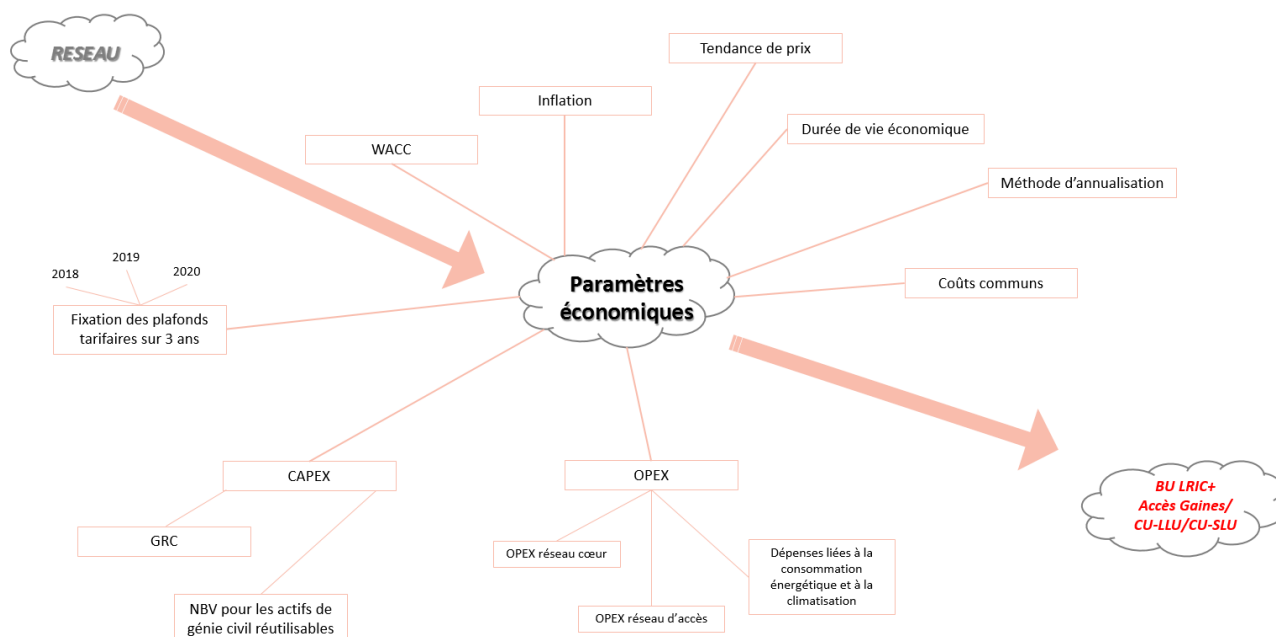 RESEAU
Tendance de prix
Inflation
Durée de vie économique
WACC
Méthode d'annualisation
2018
2019
2020
Fixation des plafonds
tarifaires sur 3 ans
Paramètres
économiques
Coûts communs
CAPEX
OPEX
BU LRIC+
Accès Gaines/
CU-LLU/CU-SLU
GRC
OPEX réseau cœur
Dépenses liées à la
consommation
énergétique et à la
climatisation
NBV pour les actifs de
génie civil réutilisables
OPEX réseau d'accès